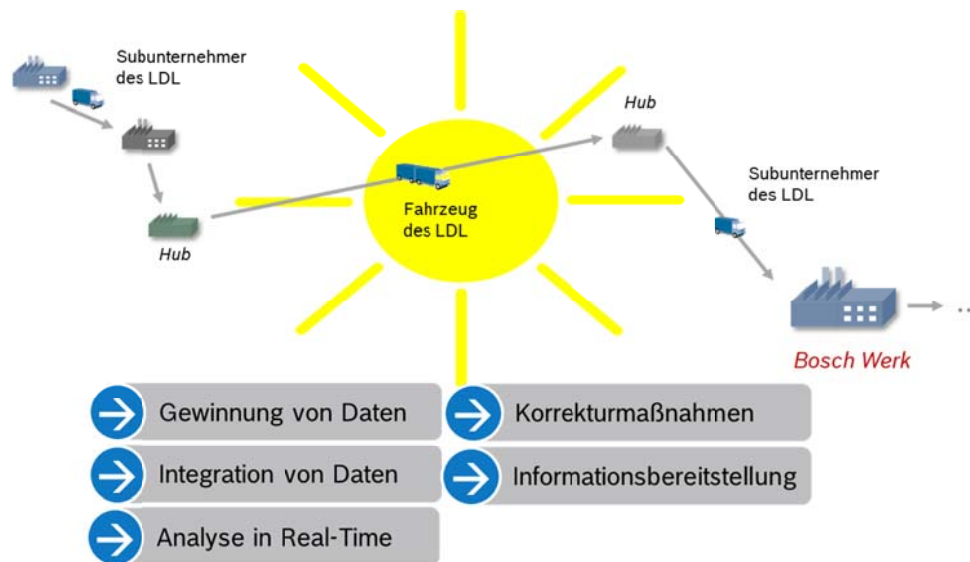 Subunternehmer
des LDL
Hub
Fahrzeug
des LDL
Hub
Subunternehmer
des LDL
Bosch Werk
...
Gewinnung von Daten
Integration von Daten
Analyse in Real-Time
Korrekturmaßnahmen
Informationsbereitstellung